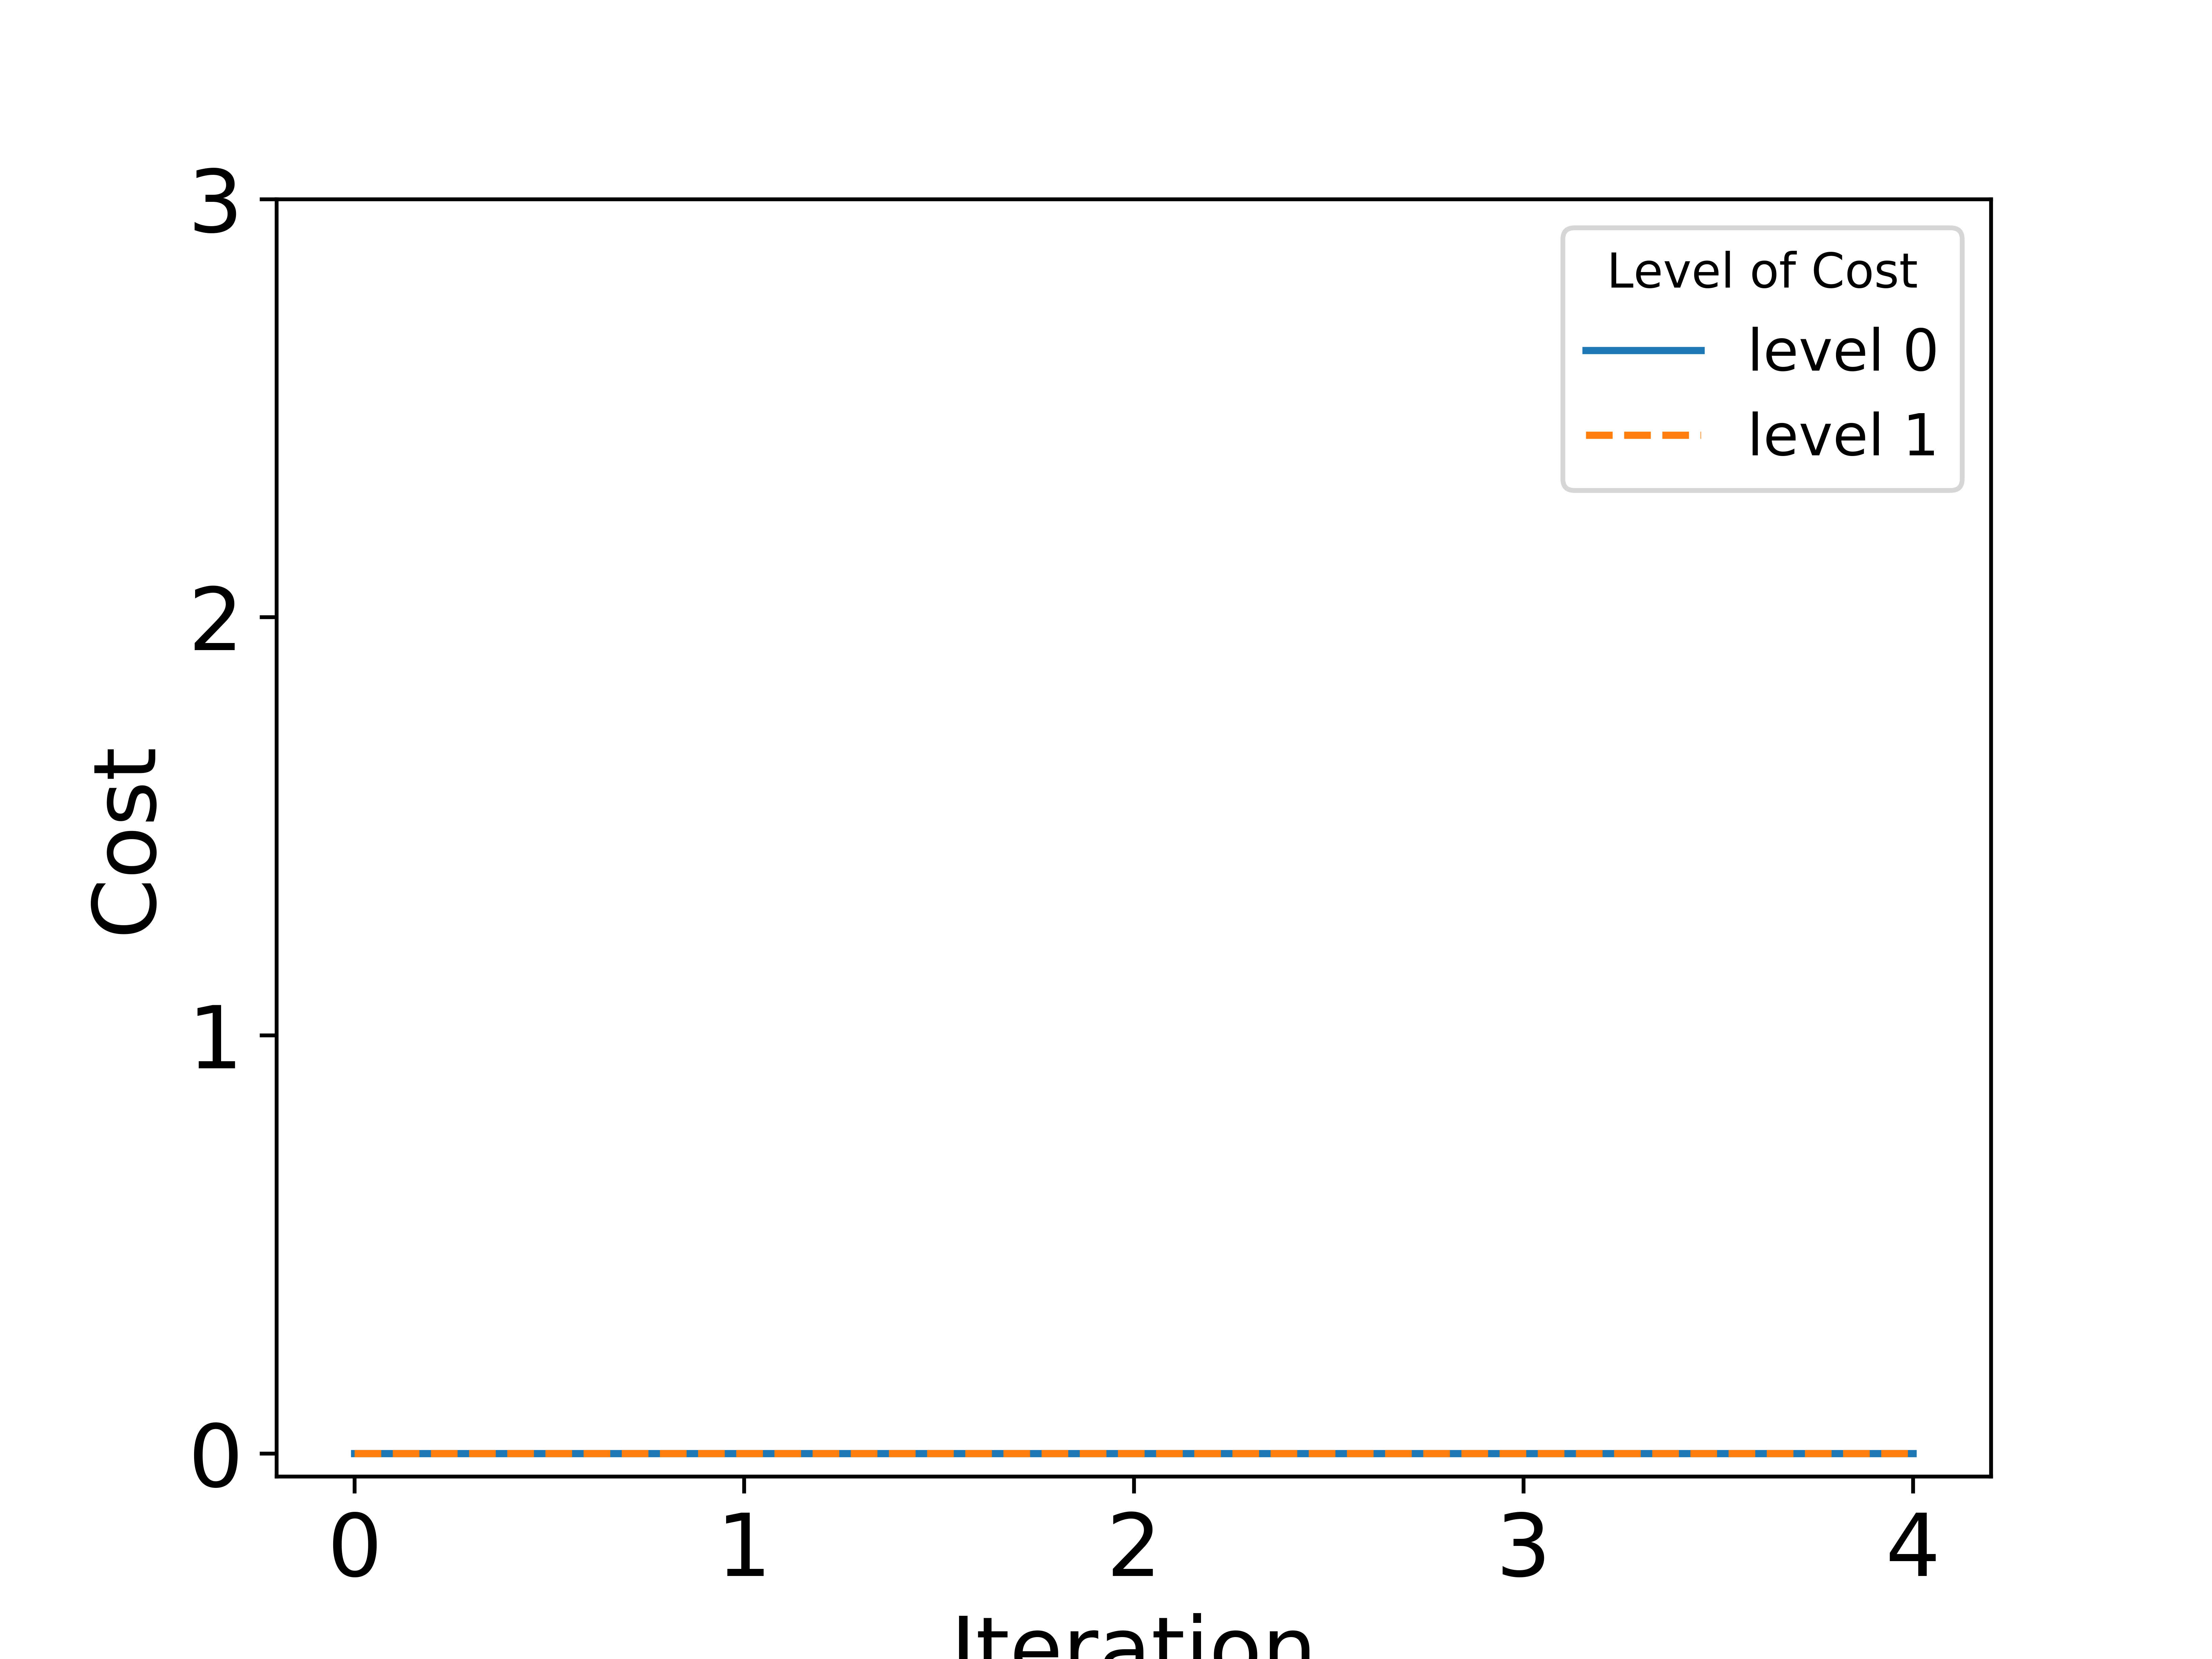 3
Level of Cost
level 0
level 1
2
Cost
1
0
0 1 2 3 4
Iteration